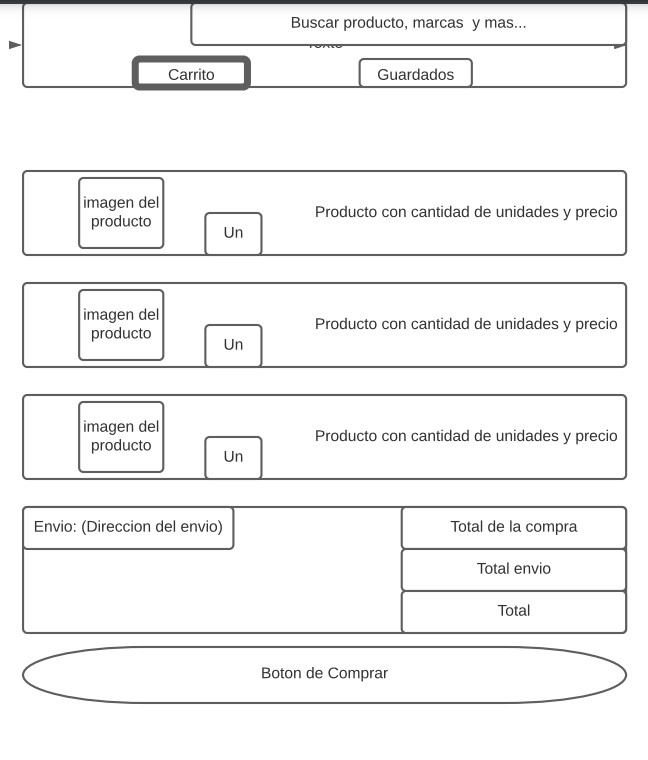 Buscar producto, marcas  y mas...
Carrito
Guardados
imagen del
producto
Un
Producto con cantidad de unidades y precio
imagen del
producto
Un
Producto con cantidad de unidades y precio
imagen del
producto
Un
Producto con cantidad de unidades y precio
Envio: (Direccion del envio)
Total de la compra
Total envio
Total
Boton de Comprar